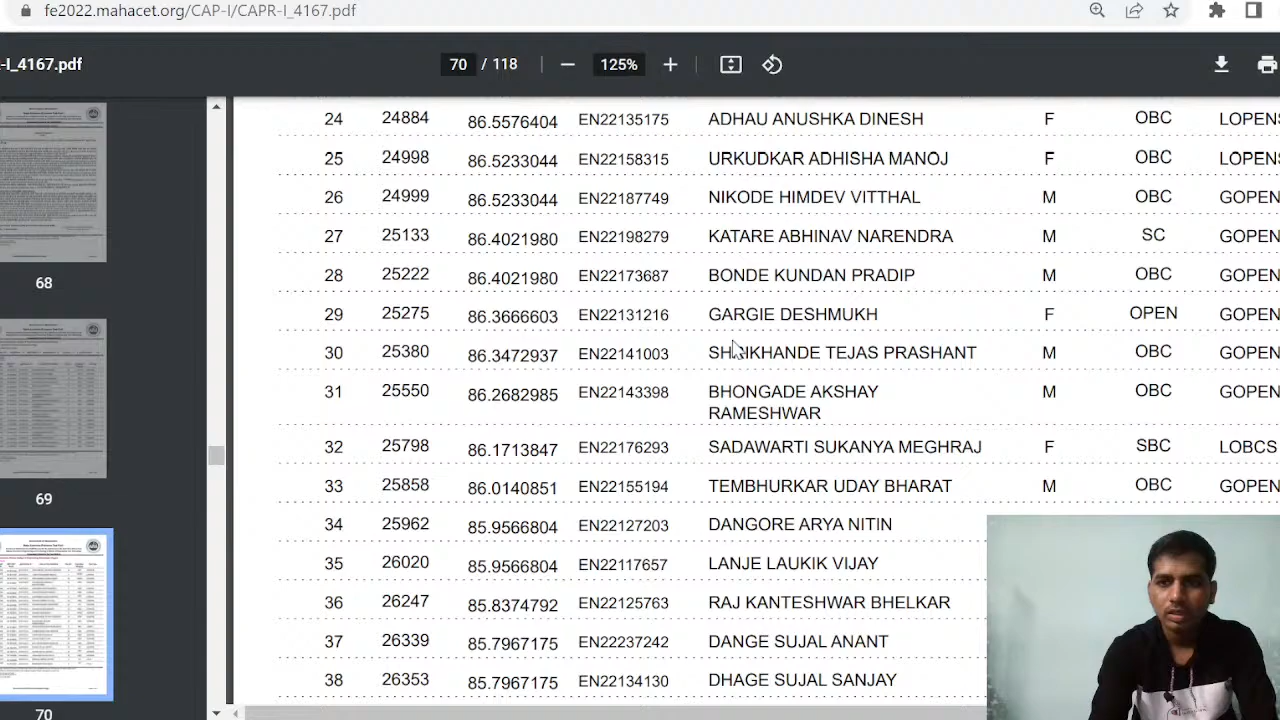 fe2022.mahacet.org/CAP-I/CAPR-I_4167.pdf
-I_4167.pdf
70 / 118
125%
24 24884 86.5576404 EN22135175 ADHAU ANUSHKA DINESH F OBC LOPENS
25 24998 86.5233044 EN22158315 URKUDKAR ADHISHA MANOJ F OBC LOPENS
26 24999 86.5233044 EN22187749 NIKODE HIMDEV VITTHAL M OBC GOPEN
27 25133 86.4021980 EN22198279 KATARE ABHINAV NARENDRA M SC GOPEN
28 25222 86.4021980 EN22173687 BONDE KUNDAN PRADIP M OBC GOPEN
29 25275 86.3666603 EN22131216 GARGIE DESHMUKH F OPEN GOPEN
30 25380 86.3472937 EN22141003 TEJAS PRASHANT M OBC GOPEN
31 25550 86.2682985 EN22143398 BHONGADE AKSHAY M OBC GOPEN
RAMESHWAR
32 25798 86.1713847 EN22176293 SADAWARTI SUKANYA MEGHRAJ F SBC LOBCS
33 25858 86.0140851 EN22155194 TEMBHURKAR UDAY BHARAT M OBC GOPEN
34 25962 85.9566804 EN22127203 DANGORE ARYA NITIN
35 26020 85.9566804 EN22117657 LANJE LAUKIK VIJAY
36 26247 85.8374792 EN22125763 RAJLAXMI BHELKAR
37 26339 85.7967175 EN22237242 DANGE SUJAL ANANT
38 26353 85.7967175 EN22134130 DHAGE SUJAL SANJAY
68
69
70